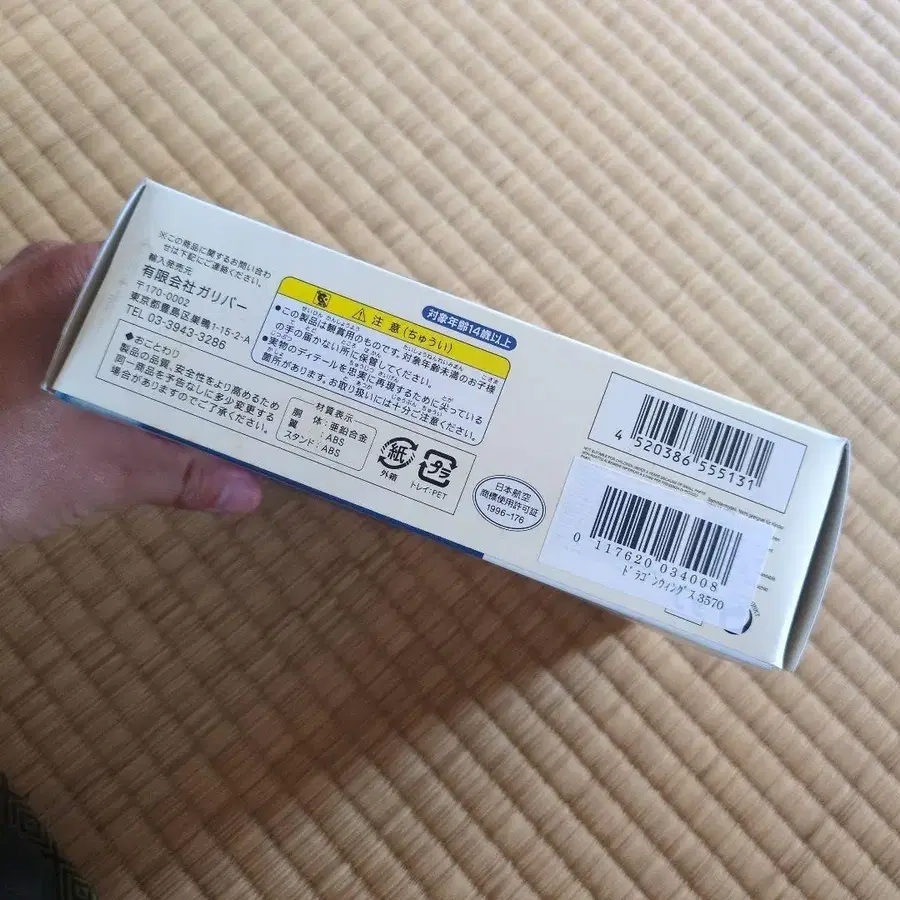 ※この商品に関するお問い合わ
せは下記にご連絡ください。
輸入発売元
有限会社ガリバー
〒170-0002
東京都豊島区巣鴨1-15-2-A
TEL 03-3943-3286
◆おことわり
製品の品質、安全性をより高めるため
同一商品を予告なしに多少変更する
場合がありますのでご了承ください。
注意(ちゅうい)
●この製品は観賞用のものです。対象年齢未満のお子様
の手の届かない所に保管してください。
●実物のディテールを忠実に再現するために尖っている
箇所があります。お取り扱いには十分ご注意ください。
対象年齢14歳以上
材質表示
胴体:亜鉛合金
翼:ABS
スタンド:ABS
紙
外箱
プラ
トレイ:PET
日本航空
商標使用許可証
1996-176
4 520386 555131
0 117620 034008
ドラゴンウィングス 3570